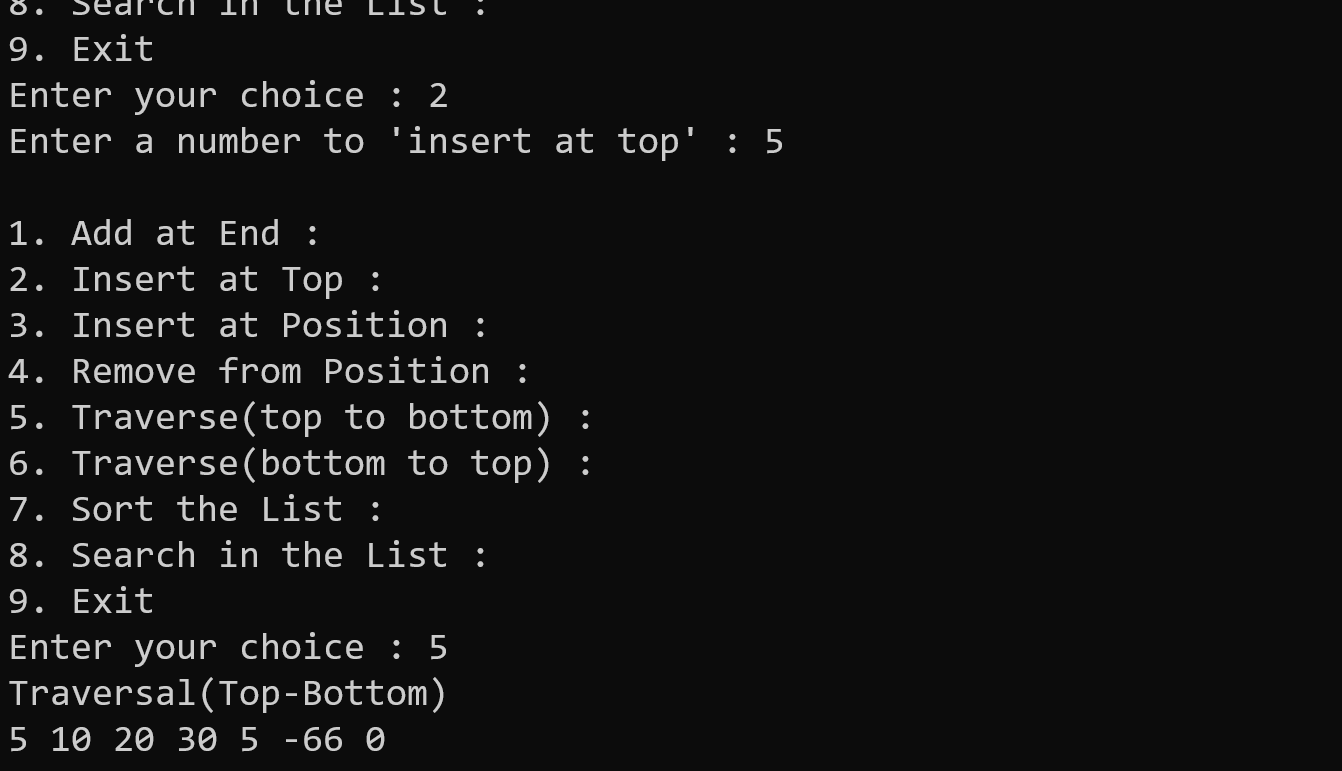 8. Search in the List :
9. Exit
Enter your choice : 2
Enter a number to 'insert at top' : 5
1. Add at End :
2. Insert at Top :
3. Insert at Position :
4. Remove from Position :
5. Traverse(top to bottom) :
6. Traverse(bottom to top) :
7. Sort the List :
8. Search in the List :
9. Exit
Enter your choice : 5
Traversal(Top-Bottom)
5 10 20 30 5 -66 0